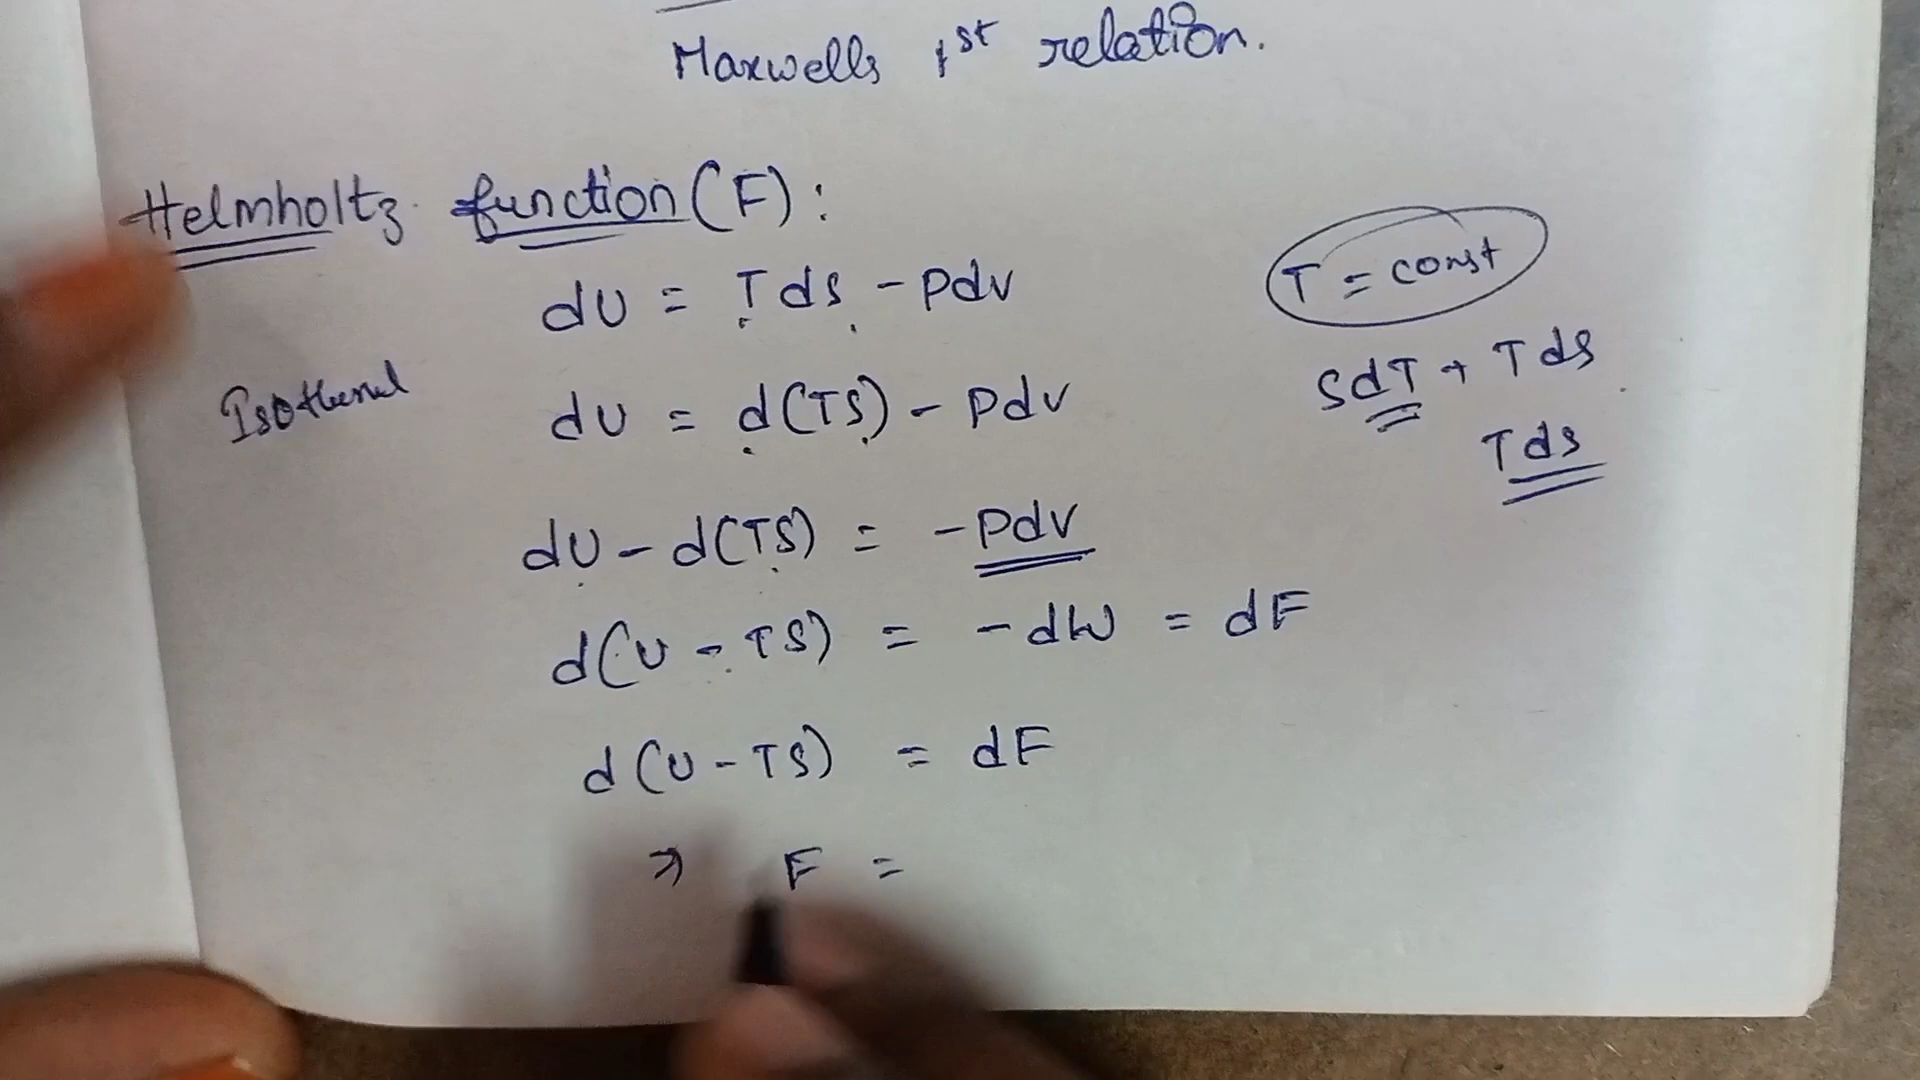 Maxwells 1st relation.
Helmholtz function (F) :
dU = Tds - Pdv
T = const
Isothermal
dU = d(TS) - Pdv
SdT + Tds
Tds
dU - d(TS) = -Pdv
d(U - TS) = -dW = dF
d(U - TS) = dF
⇒ F =